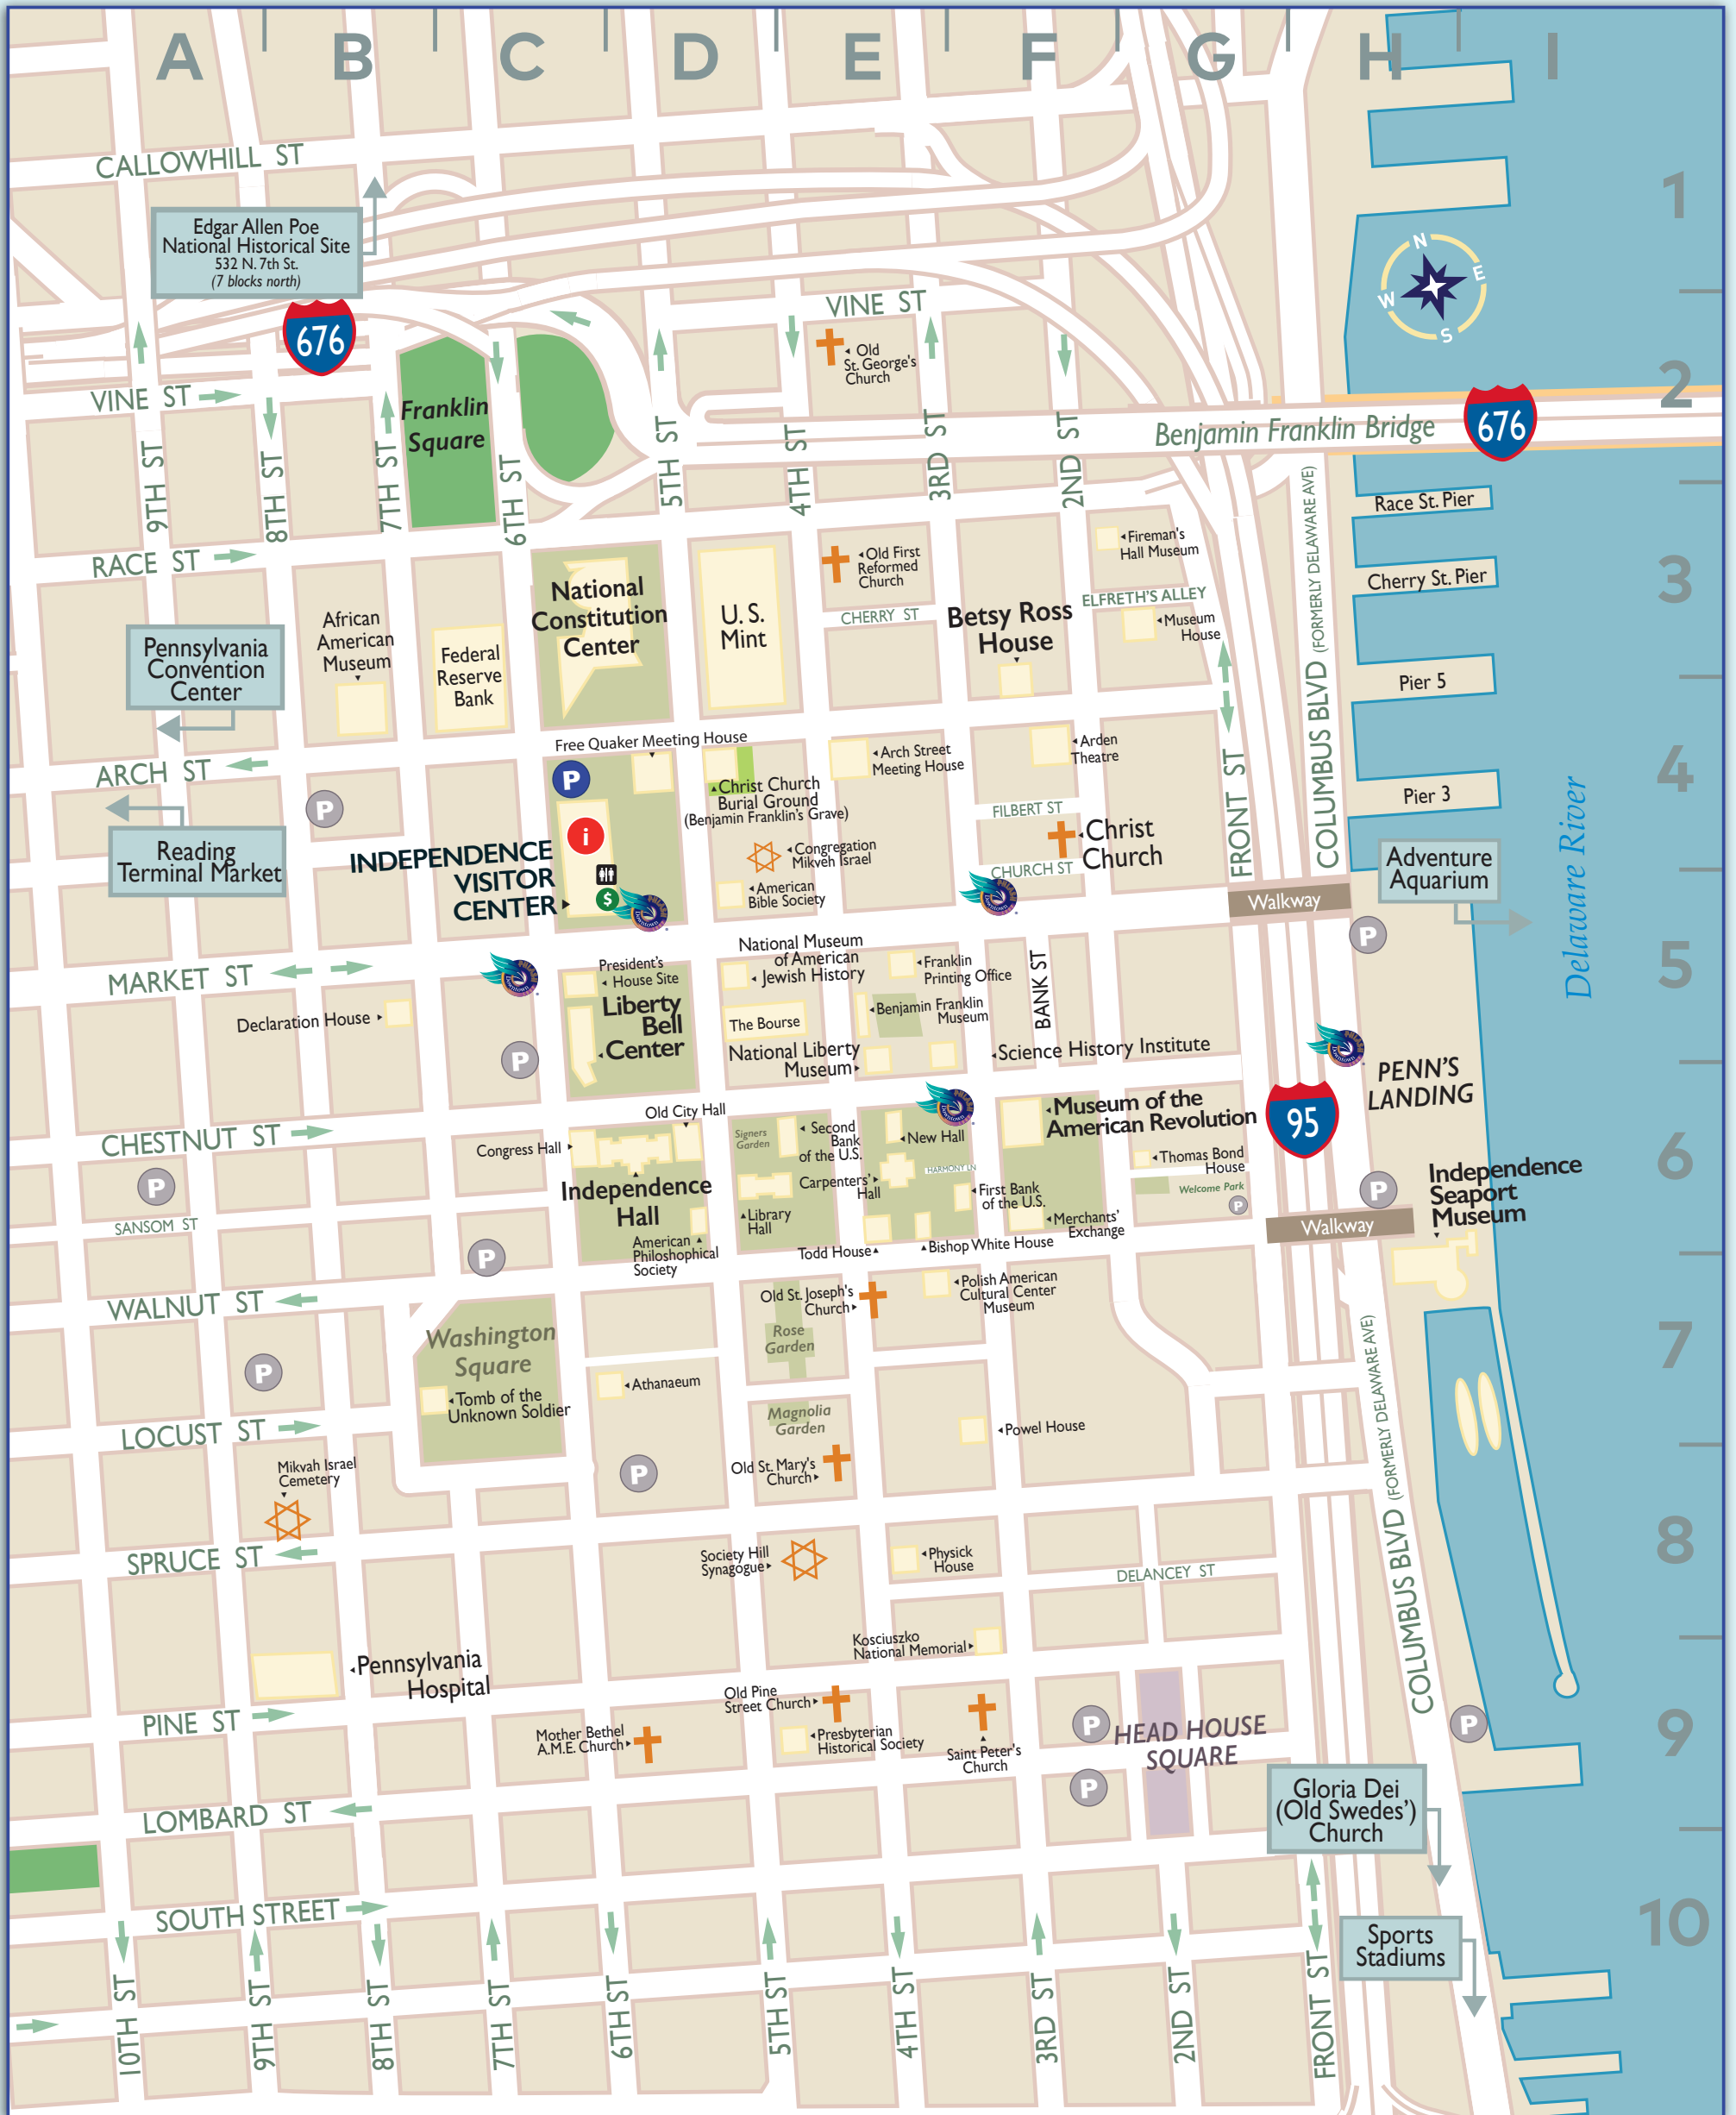 A B C D E F G H I
CALLOWHILL ST
1
Edgar Allen Poe
National Historical Site
532 N. 7th St.
(7 blocks north)
N
E
W
S
VINE ST
676
Old
St. George's
Church
2
VINE ST
Franklin
Square
Benjamin Franklin Bridge
676
9TH ST
8TH ST
7TH ST
6TH ST
5TH ST
4TH ST
3RD ST
2ND ST
COLUMBUS BLVD (FORMERLY DELAWARE AVE)
Race St. Pier
RACE ST
Fireman's
Hall Museum
Old First
Reformed
Church
3
Cherry St. Pier
National
Constitution
Center
U. S.
Mint
CHERRY ST
ELFRETH'S ALLEY
Betsy Ross
House
Museum
House
African
American
Museum
Pennsylvania
Convention
Center
Federal
Reserve
Bank
Pier 5
Free Quaker Meeting House
ARCH ST
P
Arch Street
Meeting House
Arden
Theatre
4
FRONT ST
Pier 3
P
Christ Church
Burial Ground
(Benjamin Franklin's Grave)
FILBERT ST
Christ
Church
Reading
Terminal Market
i
INDEPENDENCE
VISITOR
CENTER
$
Congregation
Mikveh Israel
CHURCH ST
Adventure
Aquarium
Delaware River
American
Bible Society
Walkway
P
5
MARKET ST
President's
House Site
National Museum
of American
Jewish History
Franklin
Printing Office
BANK ST
Declaration House
Liberty
Bell
Center
The Bourse
Benjamin Franklin
Museum
P
National Liberty
Museum
Science History Institute
PENN'S
LANDING
CHESTNUT ST
Old City Hall
Museum of the
American Revolution
95
Congress Hall
Signers
Garden
Second
Bank
of the U.S.
New Hall
6
Thomas Bond
House
HARMONY LN
Independence
Hall
Carpenters'
Hall
First Bank
of the U.S.
Welcome Park
P
P
P
Independence
Seaport
Museum
SANSOM ST
Library
Hall
Merchants'
Exchange
Walkway
P
American
Philoshophical
Society
Todd House
Bishop White House
WALNUT ST
Old St. Joseph's
Church
Polish American
Cultural Center
Museum
Washington
Square
Rose
Garden
7
COLUMBUS BLVD (FORMERLY DELAWARE AVE)
P
Tomb of the
Unknown Soldier
Athanaeum
LOCUST ST
Magnolia
Garden
Powel House
Mikvah Israel
Cemetery
P
Old St. Mary's
Church
8
SPRUCE ST
Society Hill
Synagogue
Physick
House
DELANCEY ST
Kosciuszko
National Memorial
Pennsylvania
Hospital
PINE ST
Old Pine
Street Church
Mother Bethel
A.M.E. Church
Presbyterian
Historical Society
Saint Peter's
Church
P
HEAD HOUSE
SQUARE
P
9
P
LOMBARD ST
Gloria Dei
(Old Swedes')
Church
SOUTH STREET
10
Sports
Stadiums
10TH ST
9TH ST
8TH ST
7TH ST
6TH ST
5TH ST
4TH ST
3RD ST
2ND ST
FRONT ST